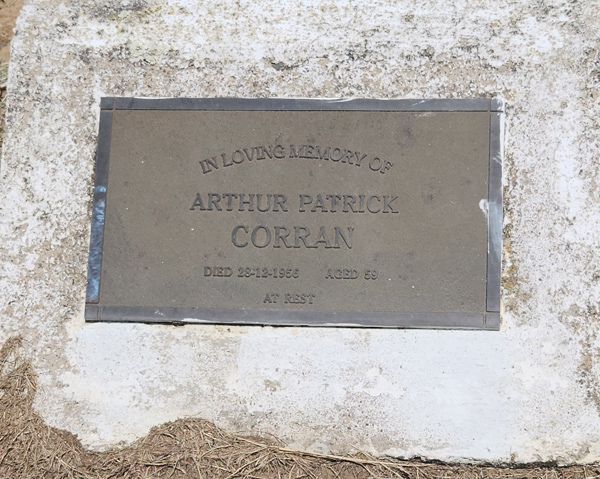 IN LOVING MEMORY OF
ARTHUR PATRICK
CORRAN
DIED 28-12-1956 AGED 59
AT REST